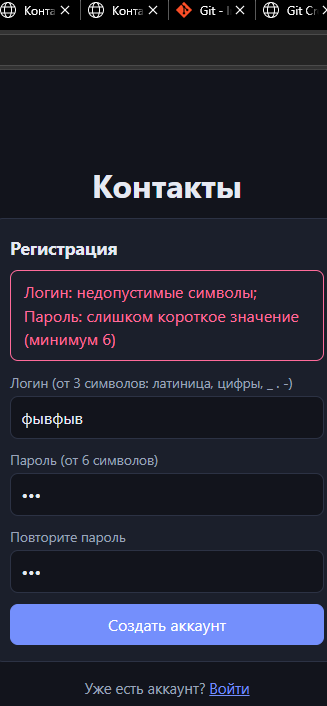 Конта
Конта
Git - I
Git Cr
Контакты
Регистрация
Логин: недопустимые символы;
Пароль: слишком короткое значение
(минимум 6)
Логин (от 3 символов: латиница, цифры, _ . -)
фывфыв
Пароль (от 6 символов)
•••
Повторите пароль
•••
Создать аккаунт
Уже есть аккаунт? Войти